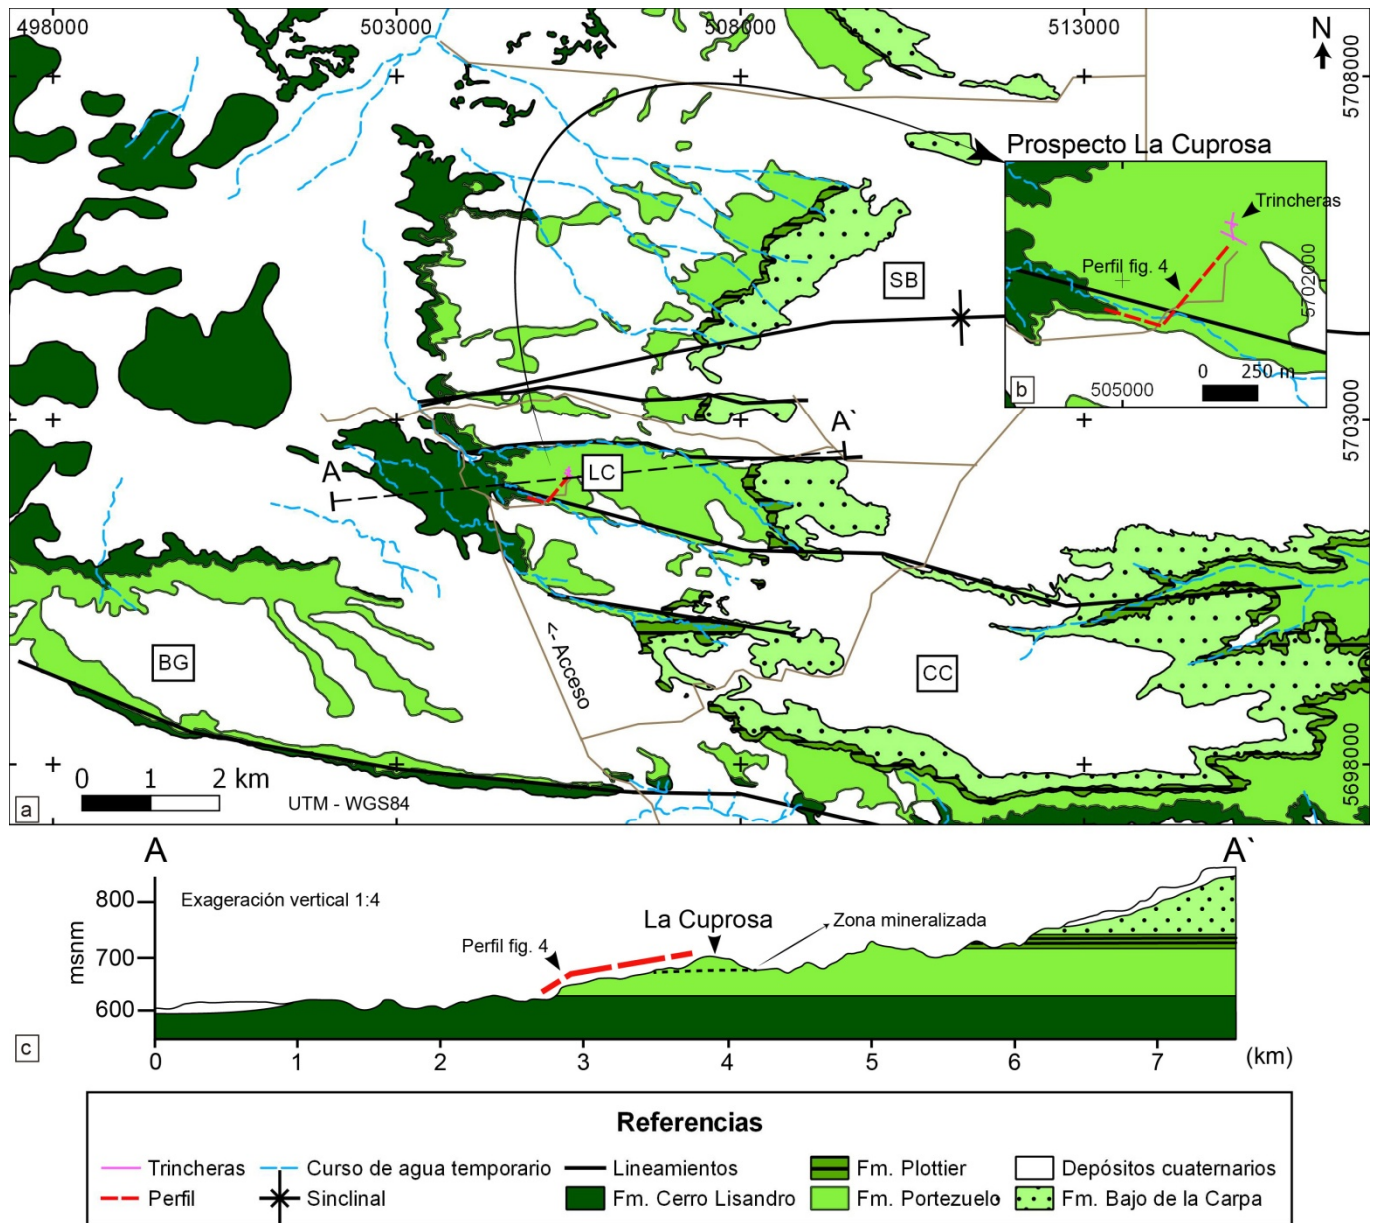 498000
503000
508000
513000
N
5708000
Prospecto La Cuprosa
Trincheras
Perfil fig. 4
5702000
0 250 m
505000
b
SB
5703000
A`
A
LC
<- Acceso
BG
CC
0 1 2 km
UTM - WGS84
5698000
a
A
A`
Exageración vertical 1:4
La Cuprosa
Zona mineralizada
Perfil fig. 4
msnm
800
700
600
c
0 1 2 3 4 5 6 7 (km)
Referencias
Trincheras
Curso de agua temporario
Lineamientos
Fm. Plottier
Depósitos cuaternarios
Perfil
Sinclinal
Fm. Cerro Lisandro
Fm. Portezuelo
Fm. Bajo de la Carpa